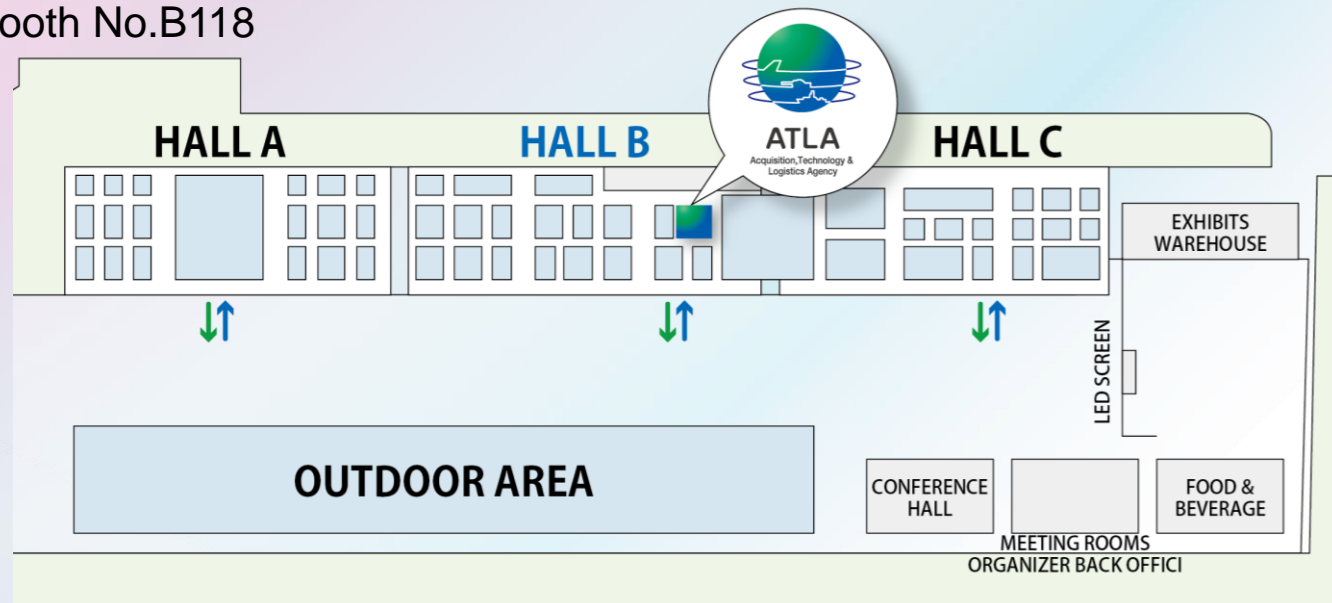 ooth No.B118
HALL A
HALL B
HALL C
ATLA
Acquisition,Technology &
Logistics Agency
EXHIBITS
WAREHOUSE
LED SCREEN
OUTDOOR AREA
CONFERENCE
HALL
FOOD &
BEVERAGE
MEETING ROOMS
ORGANIZER BACK OFFICI